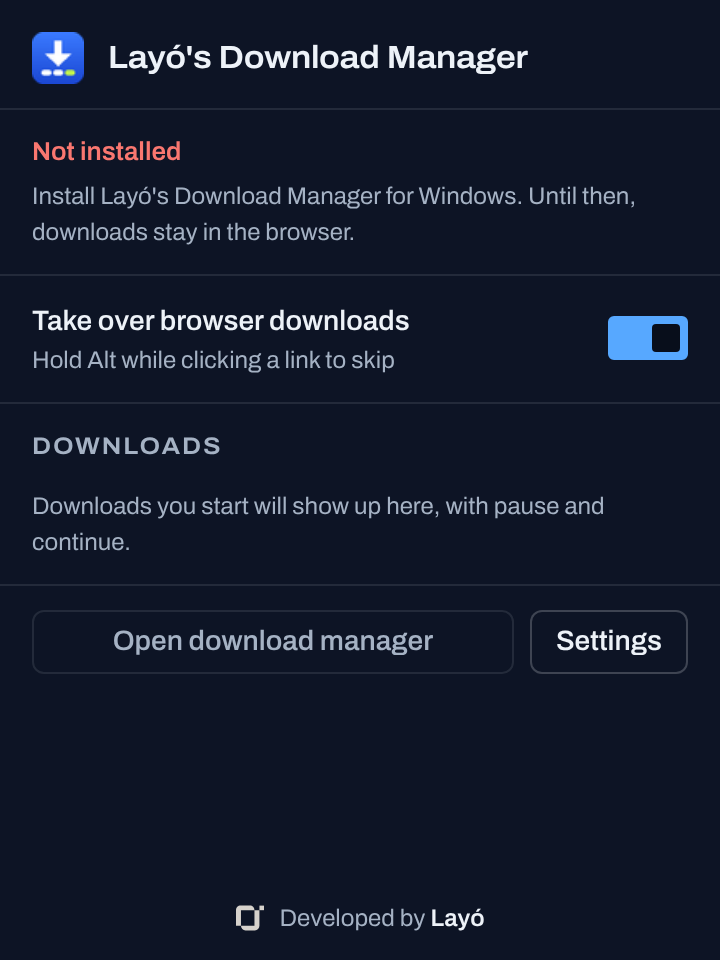 Layó's Download Manager
Not installed
Install Layó's Download Manager for Windows. Until then,
downloads stay in the browser.
Take over browser downloads
Hold Alt while clicking a link to skip
DOWNLOADS
Downloads you start will show up here, with pause and
continue.
Open download manager
Settings
Developed by Layó